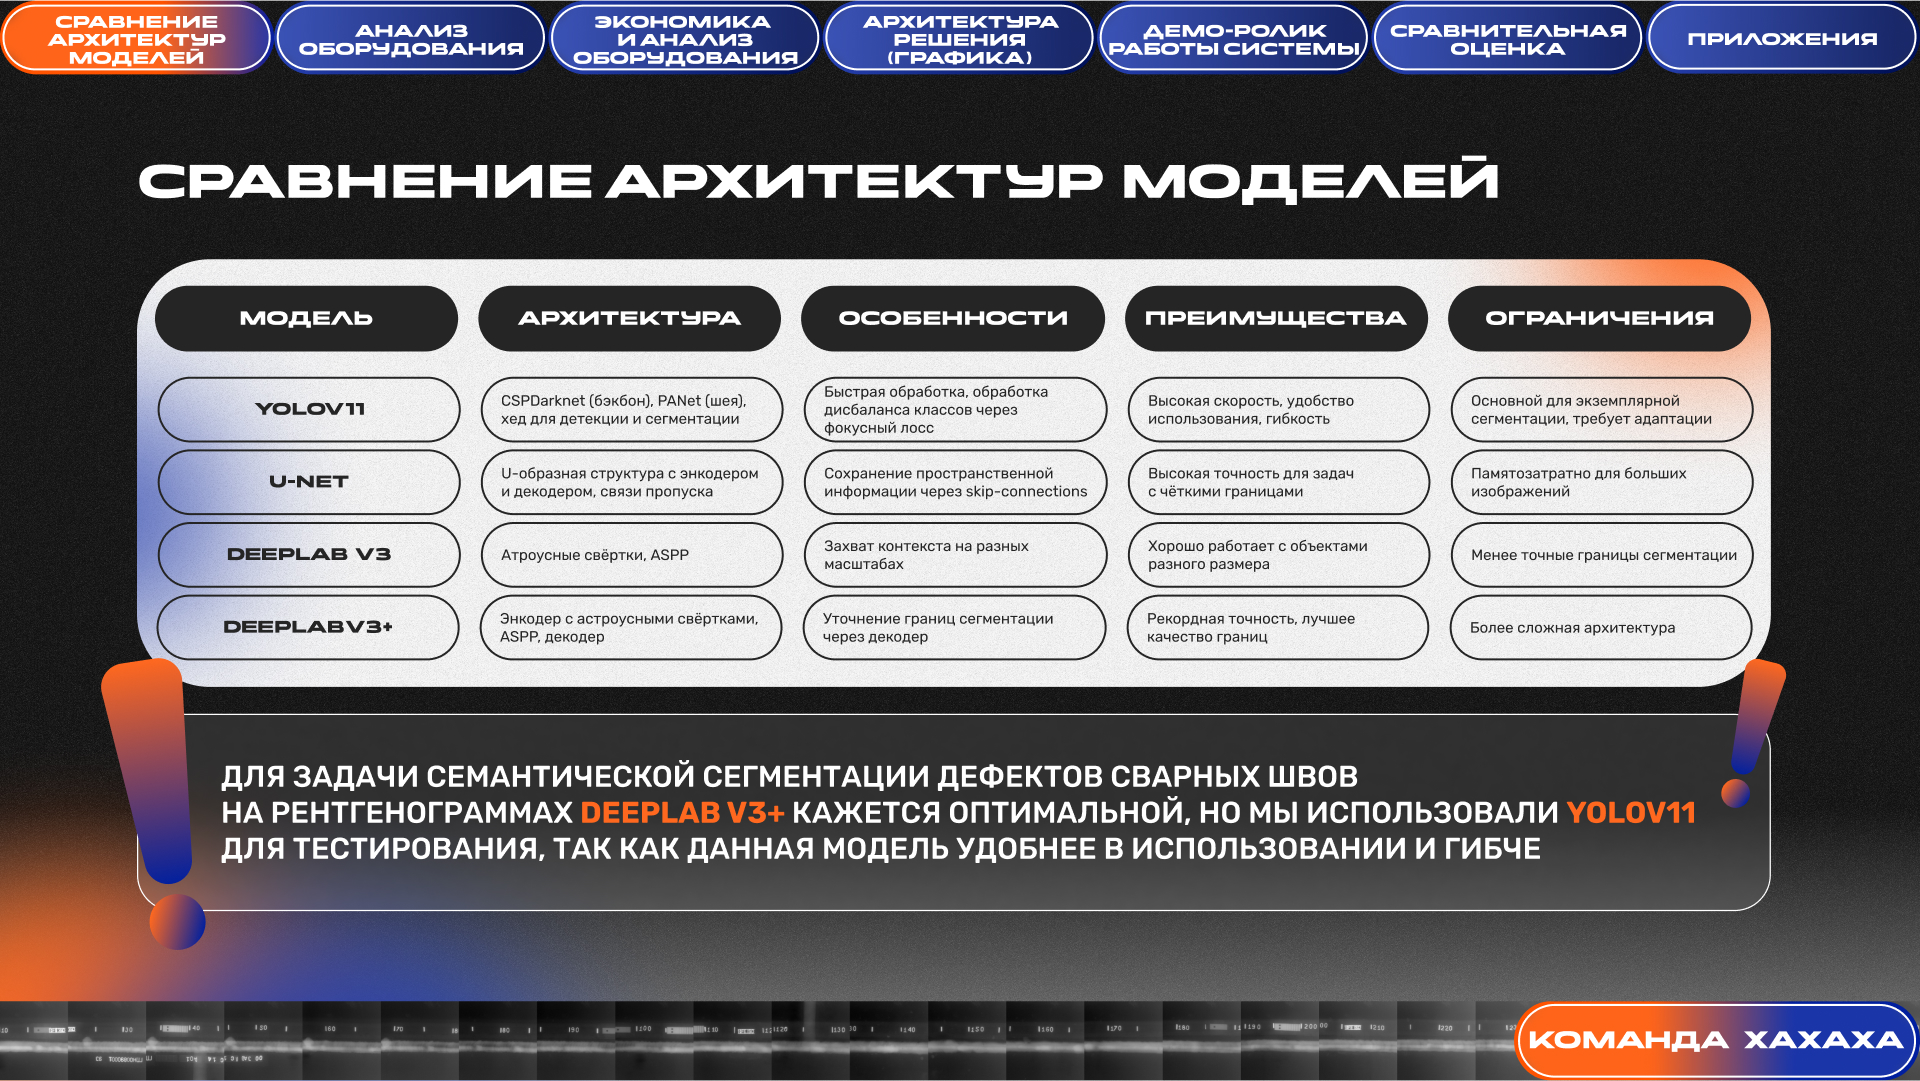 СРАВНЕНИЕ
АРХИТЕКТУР
МОДЕЛЕЙ
АНАЛИЗ
ОБОРУДОВАНИЯ
ЭКОНОМИКА
И АНАЛИЗ
ОБОРУДОВАНИЯ
АРХИТЕКТУРА
РЕШЕНИЯ
(ГРАФИКА)
ДЕМО-РОЛИК
РАБОТЫ СИСТЕМЫ
СРАВНИТЕЛЬНАЯ
ОЦЕНКА
ПРИЛОЖЕНИЯ
СРАВНЕНИЕ АРХИТЕКТУР МОДЕЛЕЙ
МОДЕЛЬ
АРХИТЕКТУРА
ОСОБЕННОСТИ
ПРЕИМУЩЕСТВА
ОГРАНИЧЕНИЯ
YOLOV11
CSPDarknet (бэкбон), PANet (шея),
хед для детекции и сегментации
Быстрая обработка, обработка
дисбаланса классов через
фокусный лосс
Высокая скорость, удобство
использования, гибкость
Основной для экземплярной
сегментации, требует адаптации
U-NET
U-образная структура с энкодером
и декодером, связи пропуска
Сохранение пространственной
информации через skip-connections
Высокая точность для задач
с чёткими границами
Памятозатратно для больших
изображений
DEEPLAB V3
Атроусные свёртки, ASPP
Захват контекста на разных
масштабах
Хорошо работает с объектами
разного размера
Менее точные границы сегментации
DEEPLABV3+
Энкодер с астроусными свёртками,
ASPP, декодер
Уточнение границ сегментации
через декодер
Рекордная точность, лучшее
качество границ
Более сложная архитектура
ДЛЯ ЗАДАЧИ СЕМАНТИЧЕСКОЙ СЕГМЕНТАЦИИ ДЕФЕКТОВ СВАРНЫХ ШВОВ
НА РЕНТГЕНОГРАММАХ DEEPLAB V3+ КАЖЕТСЯ ОПТИМАЛЬНОЙ, НО МЫ ИСПОЛЬЗОВАЛИ YOLOV11
ДЛЯ ТЕСТИРОВАНИЯ, ТАК КАК ДАННАЯ МОДЕЛЬ УДОБНЕЕ В ИСПОЛЬЗОВАНИИ И ГИБЧЕ
КОМАНДА ХАХАХА